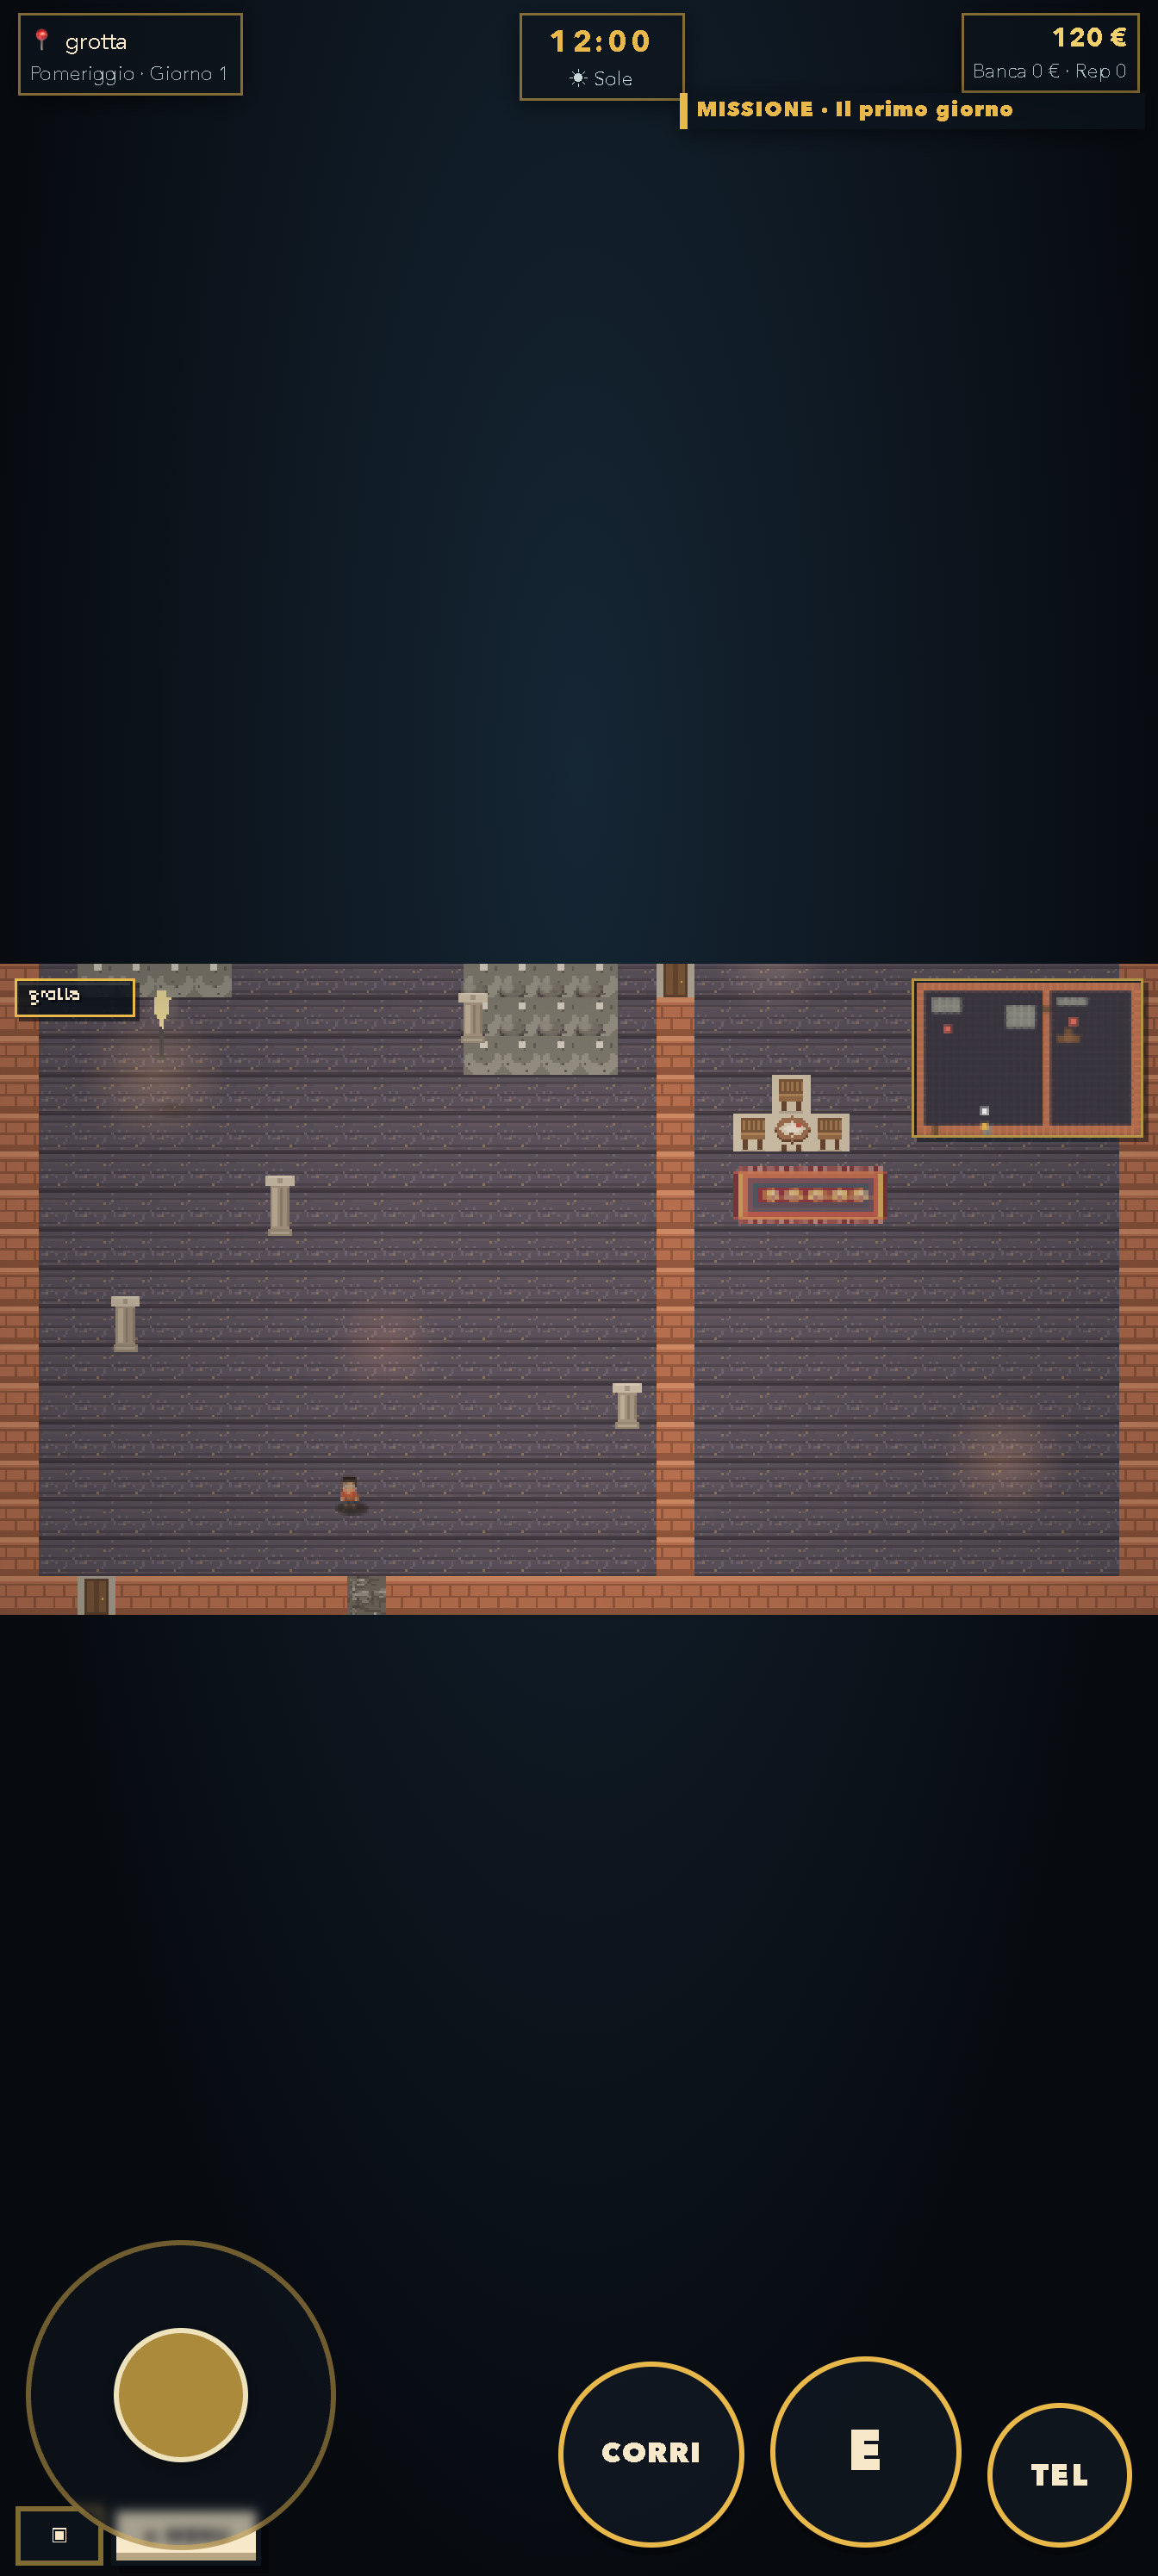 grotta
Pomeriggio · Giorno 1
12:00
☀ Sole
120 €
Banca 0 € · Rep 0
MISSIONE · Il primo giorno
grotta
CORRI
E
TEL